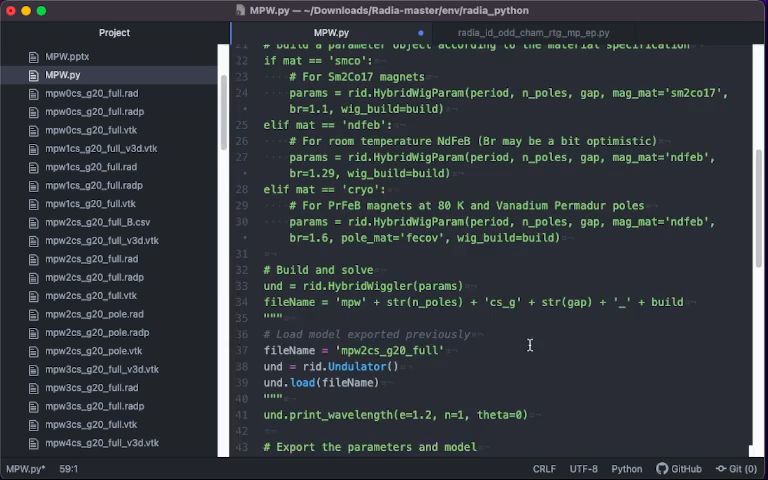 MPW.py — ~/Downloads/Radia-master/env/radia_python
Project
MPW.py
radia_id_odd_cham_rtg_mp_ep.py
MPW.pptx
MPW.py
mpw0cs_g20_full.rad
mpw0cs_g20_full.radp
mpw0cs_g20_full.vtk
mpw1cs_g20_full_v3d.vtk
mpw1cs_g20_full.rad
mpw1cs_g20_full.radp
mpw1cs_g20_full.vtk
mpw2cs_g20_full_B.csv
mpw2cs_g20_full_v3d.vtk
mpw2cs_g20_full.rad
mpw2cs_g20_full.radp
mpw2cs_g20_full.vtk
mpw2cs_g20_pole.rad
mpw2cs_g20_pole.radp
mpw2cs_g20_pole.vtk
mpw3cs_g20_full_v3d.vtk
mpw3cs_g20_full.rad
mpw3cs_g20_full.radp
mpw3cs_g20_full.vtk
mpw4cs_g20_full_v3d.vtk
21 # Build a parameter object according to the material specification
22 if mat == 'smco':
23 # For Sm2Co17 magnets
24 params = rid.HybridWigParam(period, n_poles, gap, mag_mat='sm2co17',
br=1.1, wig_build=build)
25 elif mat == 'ndfeb':
26 # For room temperature NdFeB (Br may be a bit optimistic)
27 params = rid.HybridWigParam(period, n_poles, gap, mag_mat='ndfeb',
br=1.29, wig_build=build)
28 elif mat == 'cryo':
29 # For PrFeB magnets at 80 K and Vanadium Permadur poles
30 params = rid.HybridWigParam(period, n_poles, gap, mag_mat='ndfeb',
br=1.6, pole_mat='fecov', wig_build=build)
31
32 # Build and solve
33 und = rid.HybridWiggler(params)
34 fileName = 'mpw' + str(n_poles) + 'cs_g' + str(gap) + '_' + build
35 """
36 # Load model exported previously
37 fileName = 'mpw2cs_g20_full'
38 und = rid.Undulator()
39 und.load(fileName)
40 """
41 und.print_wavelength(e=1.2, n=1, theta=0)
42
43 # Export the parameters and model
MPW.py* 59:1 CRLF UTF-8 Python GitHub Git (0)